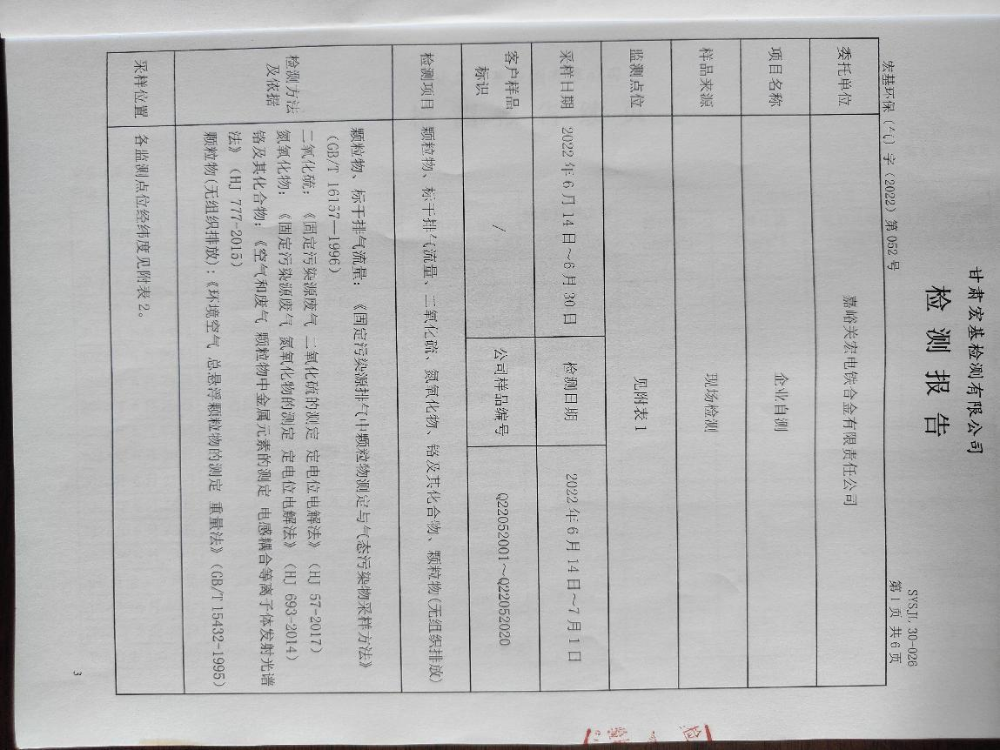 甘肃宏基检测有限公司
检 测 报 告
SYSJL 30-026
宏基环保（气）字（2022）第 052 号
第 1 页 共 6 页
委托单位
嘉峪关宏电铁合金有限责任公司
项目名称
企业自测
样品来源
现场检测
监测点位
见附表 1
采样日期
2022 年 6 月 14 日～6 月 30 日
检测日期
2022 年 6 月 14 日～7 月 1 日
客户样品
标识
/
公司样品编号
Q22052001～Q22052020
检测项目
颗粒物、标干排气流量、二氧化硫、氮氧化物、铬及其化合物、颗粒物(无组织排放)
检测方法
及依据
颗粒物、标干排气流量：《固定污染源排气中颗粒物测定与气态污染物采样方法》
（GB/T 16157—1996）
二氧化硫：《固定污染源废气 二氧化硫的测定 定电位电解法》（HJ 57-2017）
氮氧化物：《固定污染源废气 氮氧化物的测定 定电位电解法》（HJ 693-2014）
铬及其化合物：《空气和废气 颗粒物中金属元素的测定 电感耦合等离子体发射光谱
法》（HJ 777-2015）
颗粒物(无组织排放)：《环境空气 总悬浮颗粒物的测定 重量法》（GB/T15432-1995）
采样位置
各监测点位经纬度见附表 2。
3